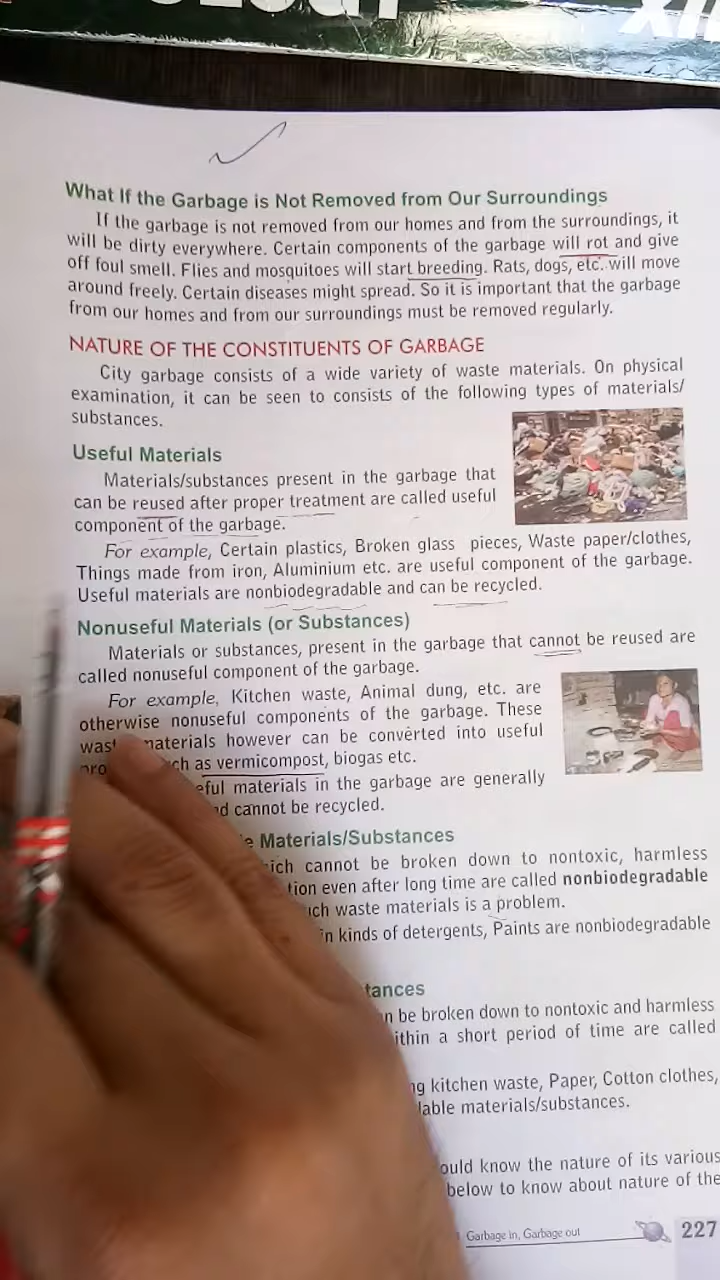 What If the Garbage is Not Removed from Our Surroundings
If the garbage is not removed from our homes and from the surroundings, it
will be dirty everywhere. Certain components of the garbage will rot and give
off foul smell. Flies and mosquitoes will start breeding. Rats, dogs, etc. will move
around freely. Certain diseases might spread. So it is important that the garbage
from our homes and from our surroundings must be removed regularly.
NATURE OF THE CONSTITUENTS OF GARBAGE
City garbage consists of a wide variety of waste materials. On physical
examination, it can be seen to consists of the following types of materials/
substances.
Useful Materials
Materials/substances present in the garbage that
can be reused after proper treatment are called useful
component of the garbage.
For example, Certain plastics, Broken glass pieces, Waste paper/clothes,
Things made from iron, Aluminium etc. are useful component of the garbage.
Useful materials are nonbiodegradable and can be recycled.
Nonuseful Materials (or Substances)
Materials or substances, present in the garbage that cannot be reused are
called nonuseful component of the garbage.
For example, Kitchen waste, Animal dung, etc. are
otherwise nonuseful components of the garbage. These
materials however can be converted into useful
as vermicompost, biogas etc.
materials in the garbage are generally
cannot be recycled.
Materials/Substances
cannot be broken down to nontoxic, harmless
even after long time are called nonbiodegradable
waste materials is a problem.
kinds of detergents, Paints are nonbiodegradable
be broken down to nontoxic and harmless
within a short period of time are called
kitchen waste, Paper, Cotton clothes,
materials/substances.
know the nature of its various
below to know about nature of the
Garbage in, Garbage out
227